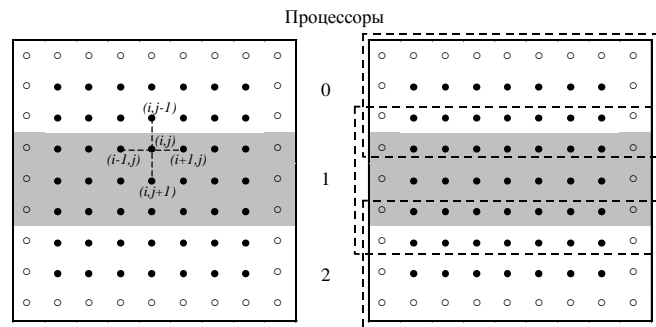 Процессоры
0
(i,j-1)
(i,j)
(i-1,j)
(i+1,j)
1
(i,j+1)
2